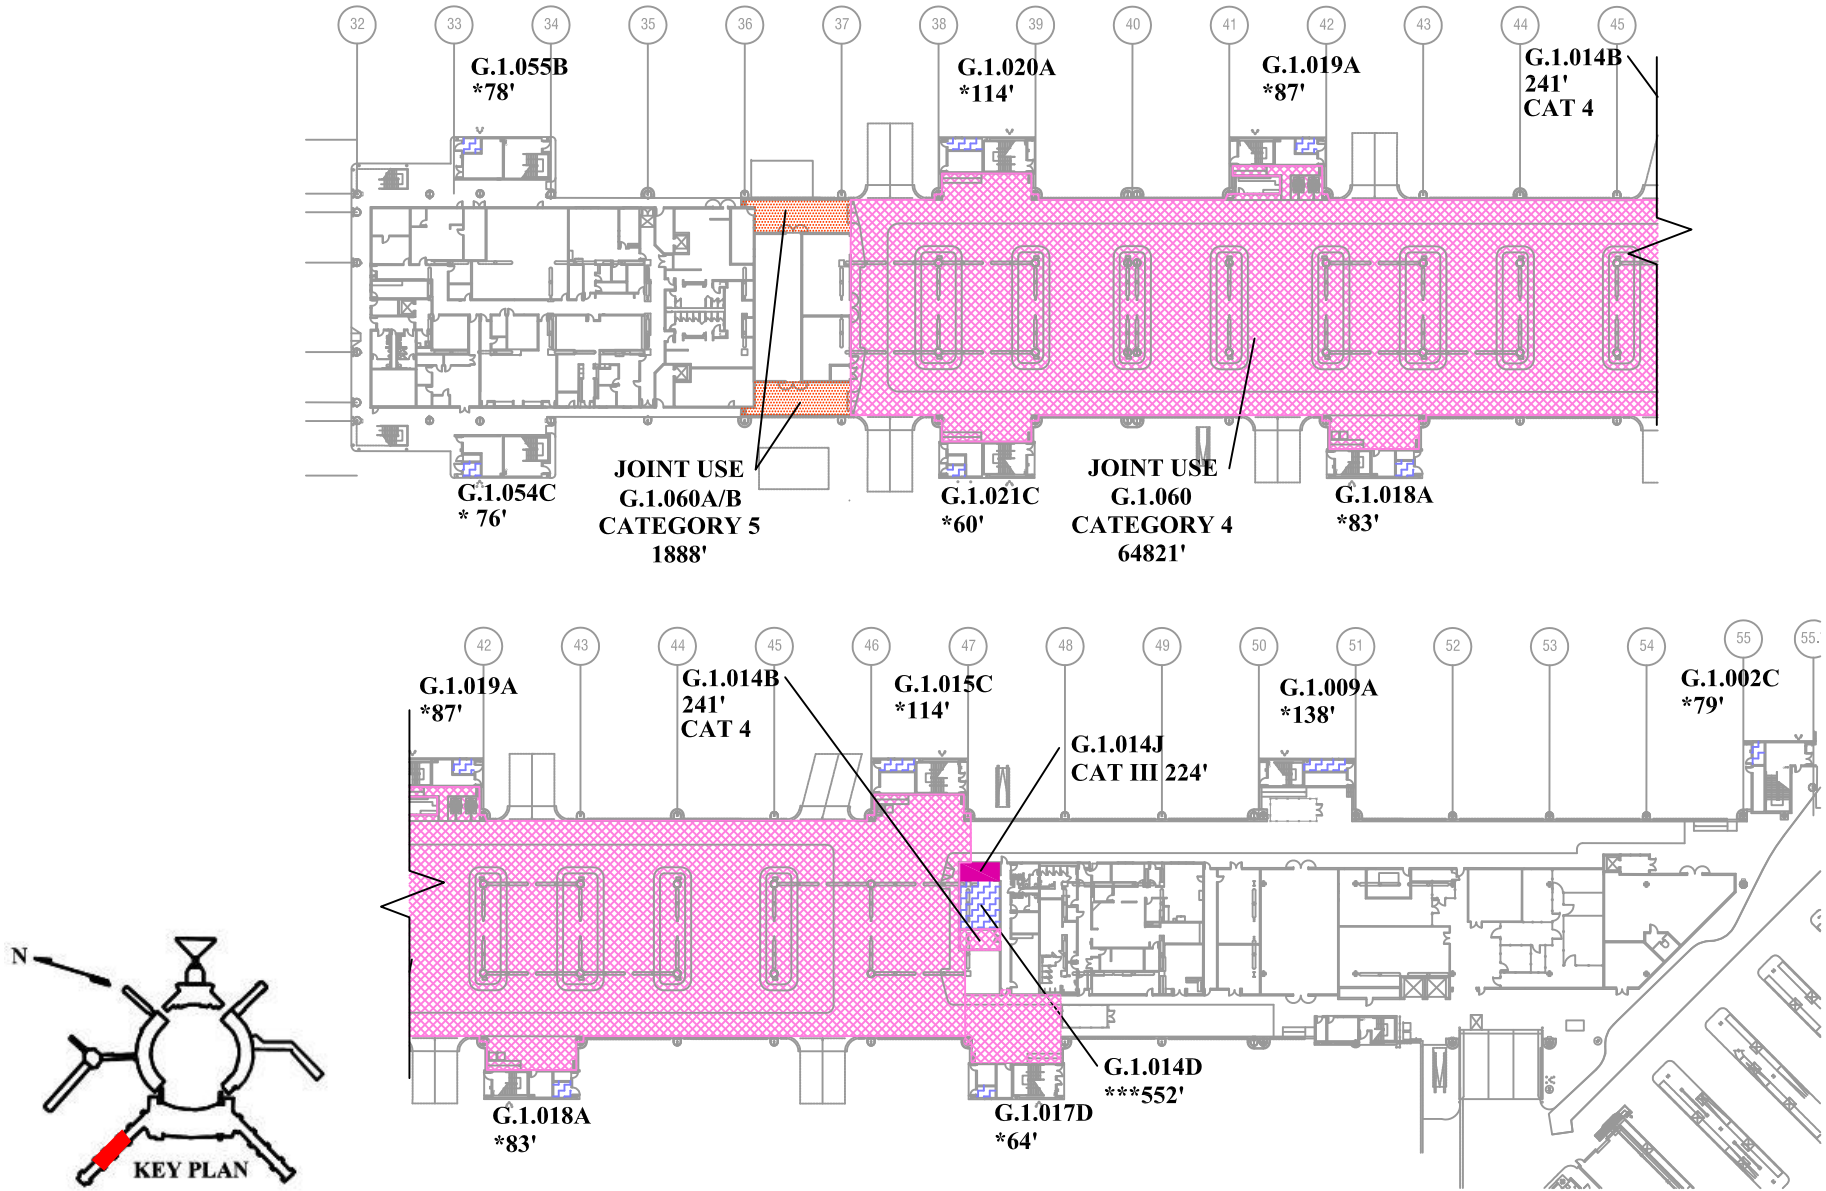 32 33 34 35 36 37 38 39 40 41 42 43 44 45
G.1.055B
*78'
G.1.020A
*114'
G.1.019A
*87'
G.1.014B
241'
CAT 4
G.1.054C
* 76'
JOINT USE
G.1.060A/B
CATEGORY 5
1888'
G.1.021C
*60'
JOINT USE
G.1.060
CATEGORY 4
64821'
G.1.018A
*83'
42 43 44 45 46 47 48 49 50 51 52 53 54 55 55.
G.1.019A
*87'
G.1.014B
241'
CAT 4
G.1.015C
*114'
G.1.014J
CAT III 224'
G.1.009A
*138'
G.1.002C
*79'
G.1.018A
*83'
G.1.017D
*64'
G.1.014D
***552'
N
KEY PLAN